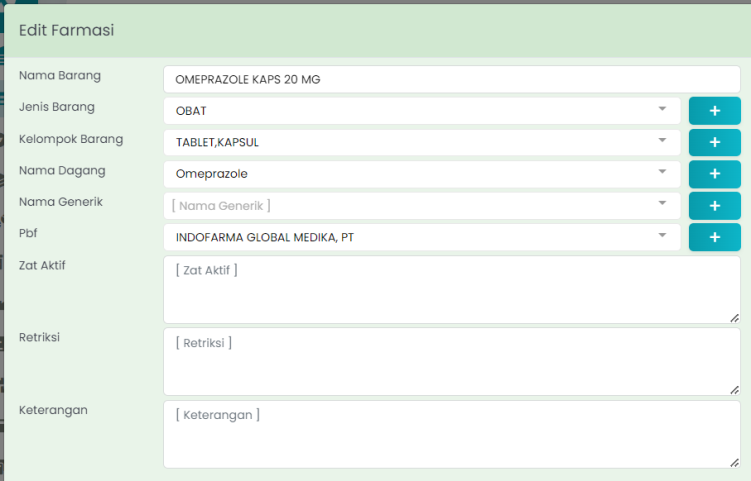 Edit Farmasi
Nama Barang OMEPRAZOLE KAPS 20 MG
Jenis Barang OBAT +
Kelompok Barang TABLET,KAPSUL +
Nama Dagang Omeprazole +
Nama Generik [ Nama Generik ] +
Pbf INDOFARMA GLOBAL MEDIKA, PT +
Zat Aktif [ Zat Aktif ]
Retriksi [ Retriksi ]
Keterangan [ Keterangan ]